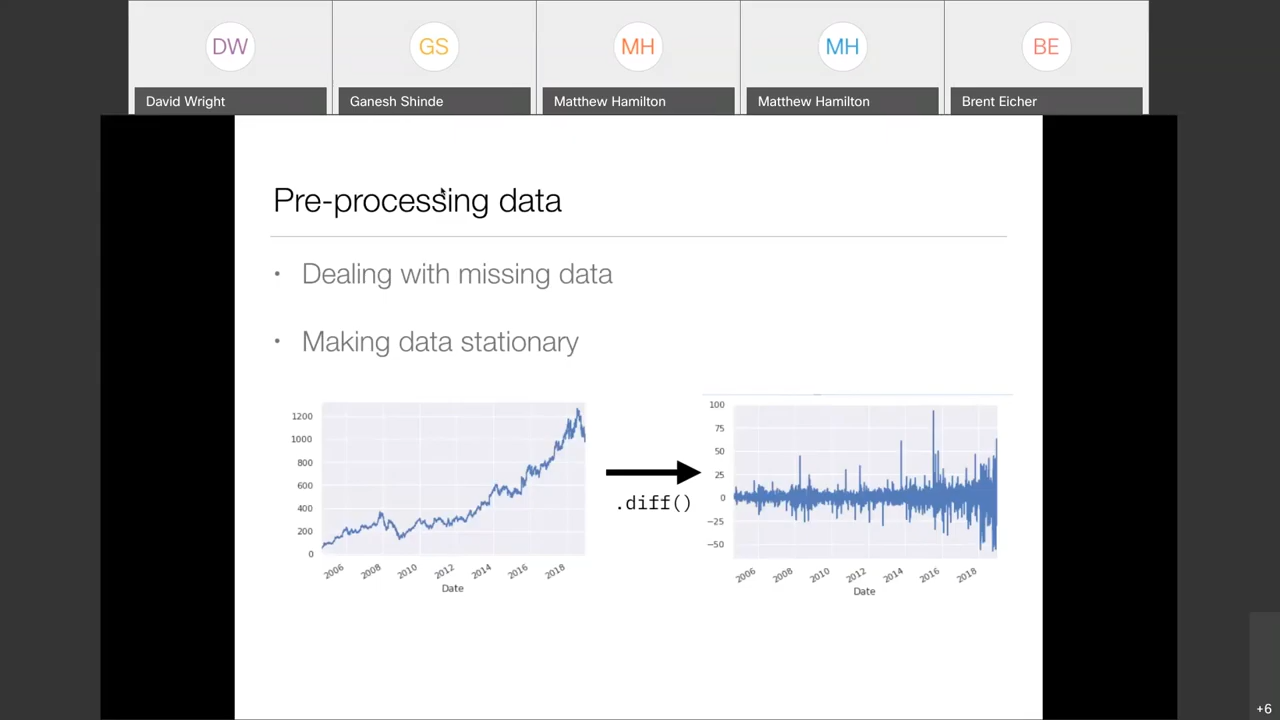 DW
GS
MH
MH
BE
David Wright
Ganesh Shinde
Matthew Hamilton
Matthew Hamilton
Brent Eicher
Pre-processing data
• Dealing with missing data
• Making data stationary
1200
1000
800
600
400
200
0
2006
2008
2010
2012
2014
2016
2018
Date
.diff()
100
75
50
25
0
−25
−50
2006
2008
2010
2012
2014
2016
2018
Date
+6